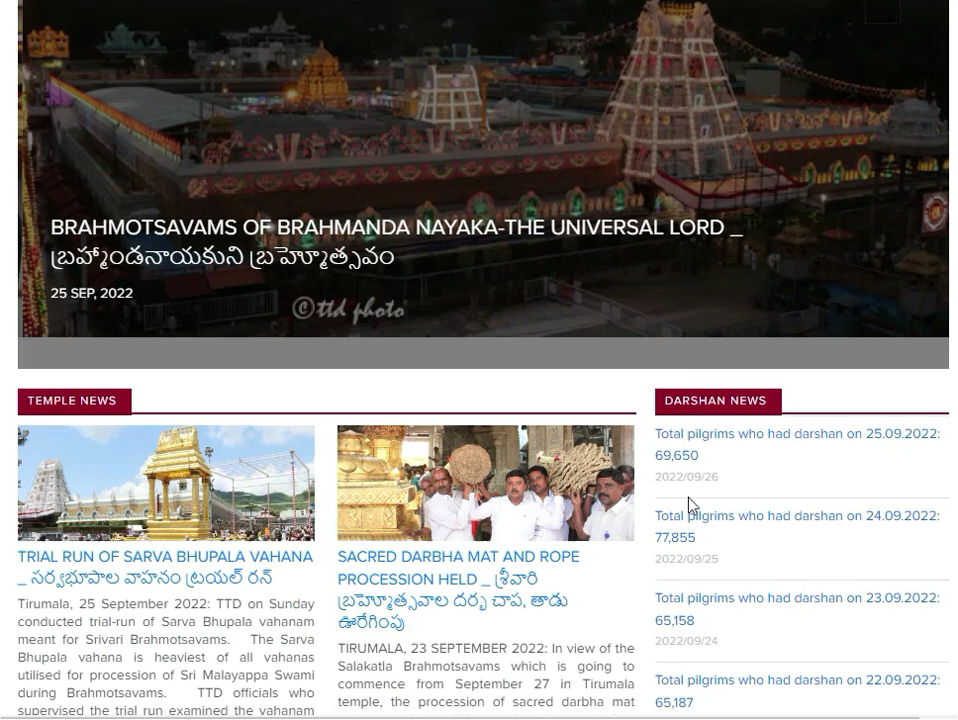 BRAHMOTSAVAMS OF BRAHMANDA NAYAKA-THE UNIVERSAL LORD _
బ్రహ్మాండనాయకుని బ్రహ్మోత్సవం
25 SEP, 2022
©ttd photo
TEMPLE NEWS
TRIAL RUN OF SARVA BHUPALA VAHANA
_ సర్వభూపాల వాహనం ట్రయల్ రన్
Tirumala, 25 September 2022: TTD on Sunday
conducted trial-run of Sarva Bhupala vahanam
meant for Srivari Brahmotsavams. The Sarva
Bhupala vahana is heaviest of all vahanas
utilised for procession of Sri Malayappa Swami
during Brahmotsavams. TTD officials who
supervised the trial run examined the vahanam
SACRED DARBHA MAT AND ROPE
PROCESSION HELD _ శ్రీవారి
బ్రహ్మోత్సవాల దర్భ చాప, తాడు
ఊరేగింపు
TIRUMALA, 23 SEPTEMBER 2022: In view of the
Salakatla Brahmotsavams which is going to
commence from September 27 in Tirumala
temple, the procession of sacred darbha mat
DARSHAN NEWS
Total pilgrims who had darshan on 25.09.2022:
69,650
2022/09/26
Total pilgrims who had darshan on 24.09.2022:
77,855
2022/09/25
Total pilgrims who had darshan on 23.09.2022:
65,158
2022/09/24
Total pilgrims who had darshan on 22.09.2022:
65,187